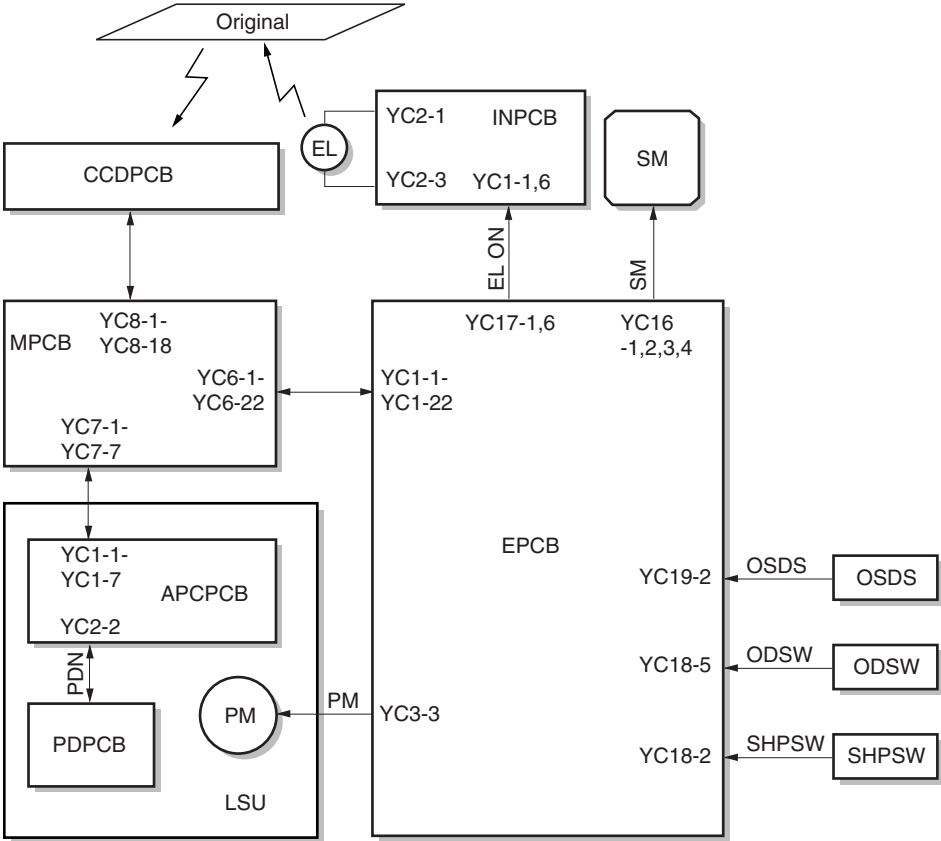 Original
YC2-1
INPCB
EL
SM
CCDPCB
YC2-3
YC1-1,6
EL ON
SM
YC8-1-
YC8-18
MPCB
YC17-1,6
YC16
-1,2,3,4
YC6-1-
YC6-22
YC1-1-
YC1-22
YC7-1-
YC7-7
EPCB
YC1-1-
YC1-7
APCPCB
YC19-2
OSDS
OSDS
YC2-2
PDN
YC18-5
ODSW
ODSW
PM
PM
YC3-3
PDPCB
YC18-2
SHPSW
SHPSW
LSU